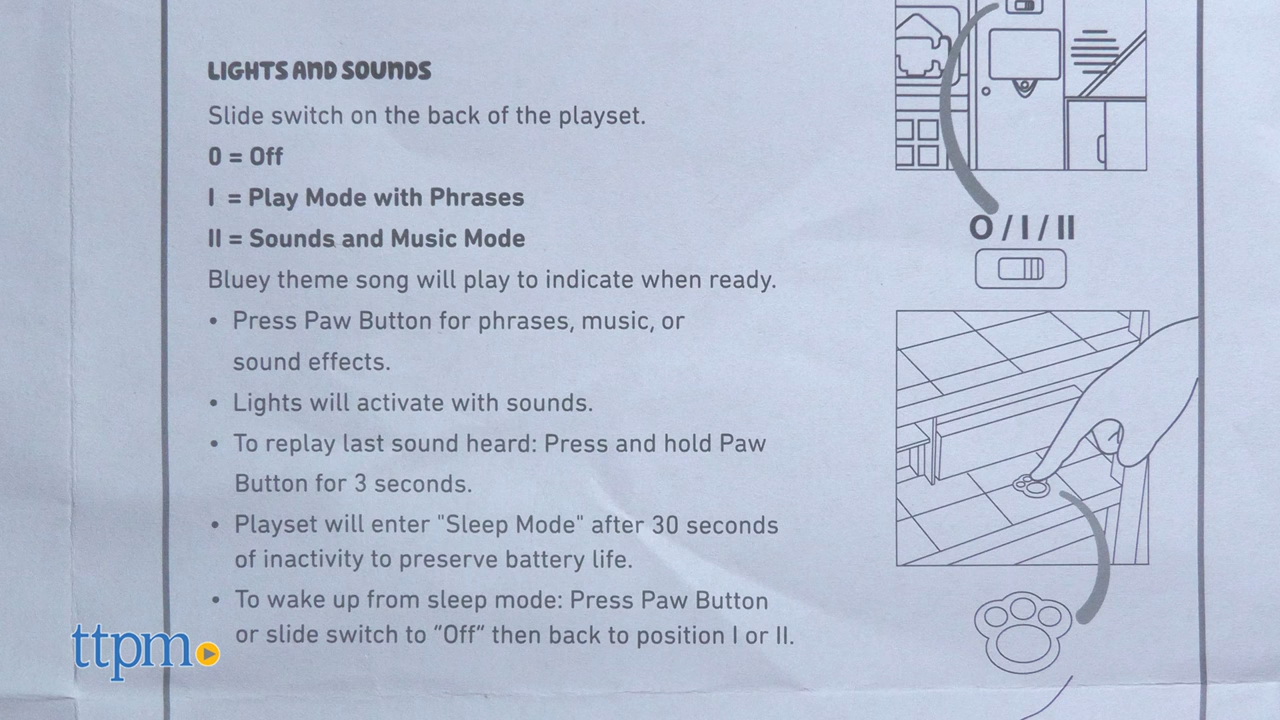 LIGHTS AND SOUNDS
Slide switch on the back of the playset.
0 = Off
I = Play Mode with Phrases
II = Sounds and Music Mode
Bluey theme song will play to indicate when ready.
• Press Paw Button for phrases, music, or
sound effects.
• Lights will activate with sounds.
• To replay last sound heard: Press and hold Paw
Button for 3 seconds.
• Playset will enter "Sleep Mode" after 30 seconds
of inactivity to preserve battery life.
• To wake up from sleep mode: Press Paw Button
or slide switch to “Off” then back to position I or II.
O / I / II
ttpm